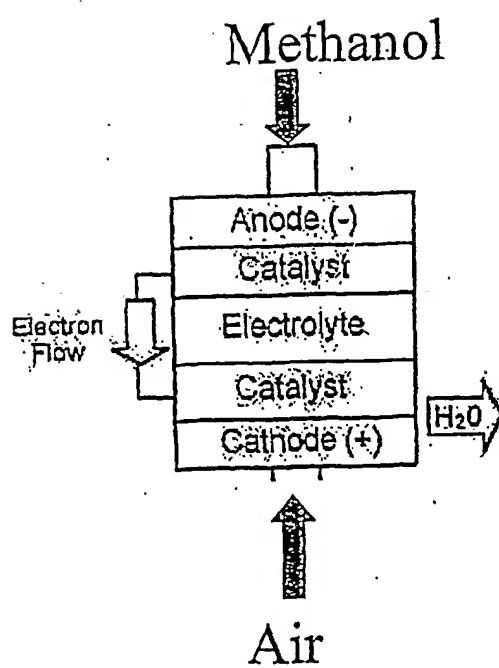 Methanol
Anode (-)
Catalyst
Electron
Flow
Electrolyte
Catalyst
Cathode (+)
H₂O
Air